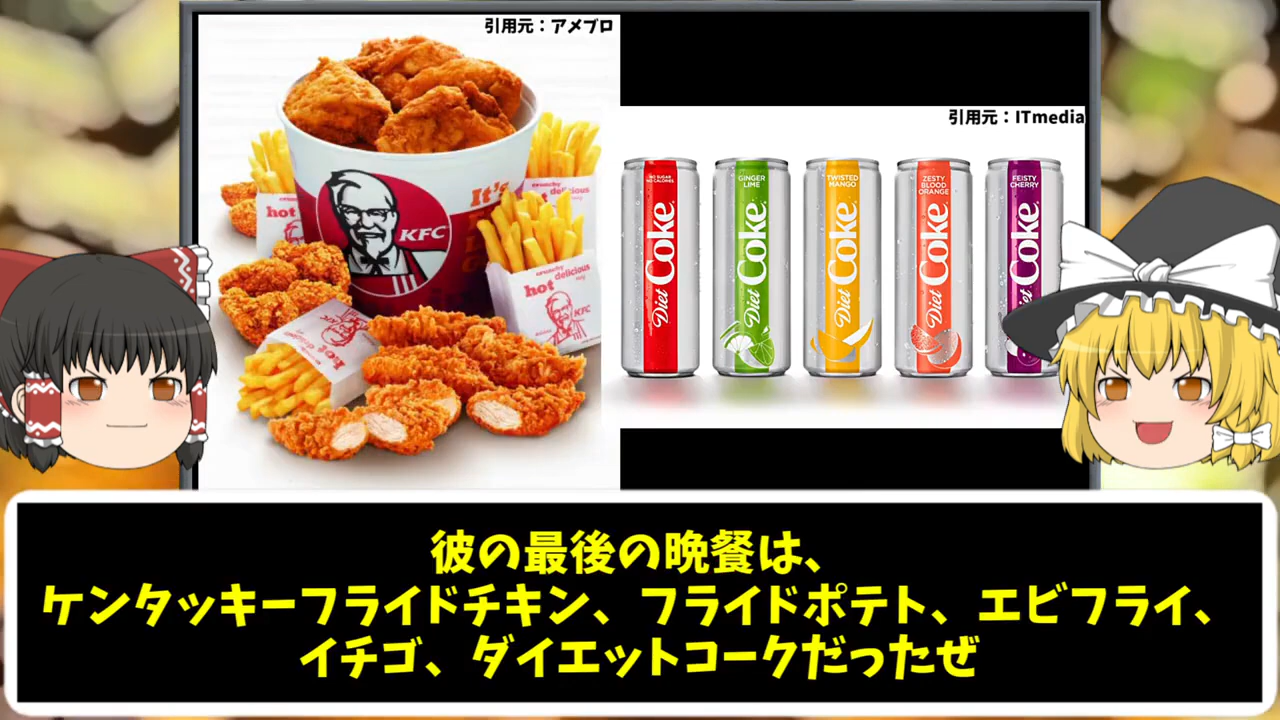 引用元：アメブロ
引用元：ITmedia
It's
KFC
crunchy
hot delicious
KFC
hot
crunchy
hot delicious
KFC
NO SUGAR
NO CALORIES
Diet Coke
GINGER
LIME
Diet Coke
TWISTED
MANGO
Diet Coke
ZESTY
BLOOD
ORANGE
Diet Coke
FEISTY
CHERRY
Diet Coke
彼の最後の晩餐は、
ケンタッキーフライドチキン、フライドポテト、エビフライ、
イチゴ、ダイエットコークだったぜ